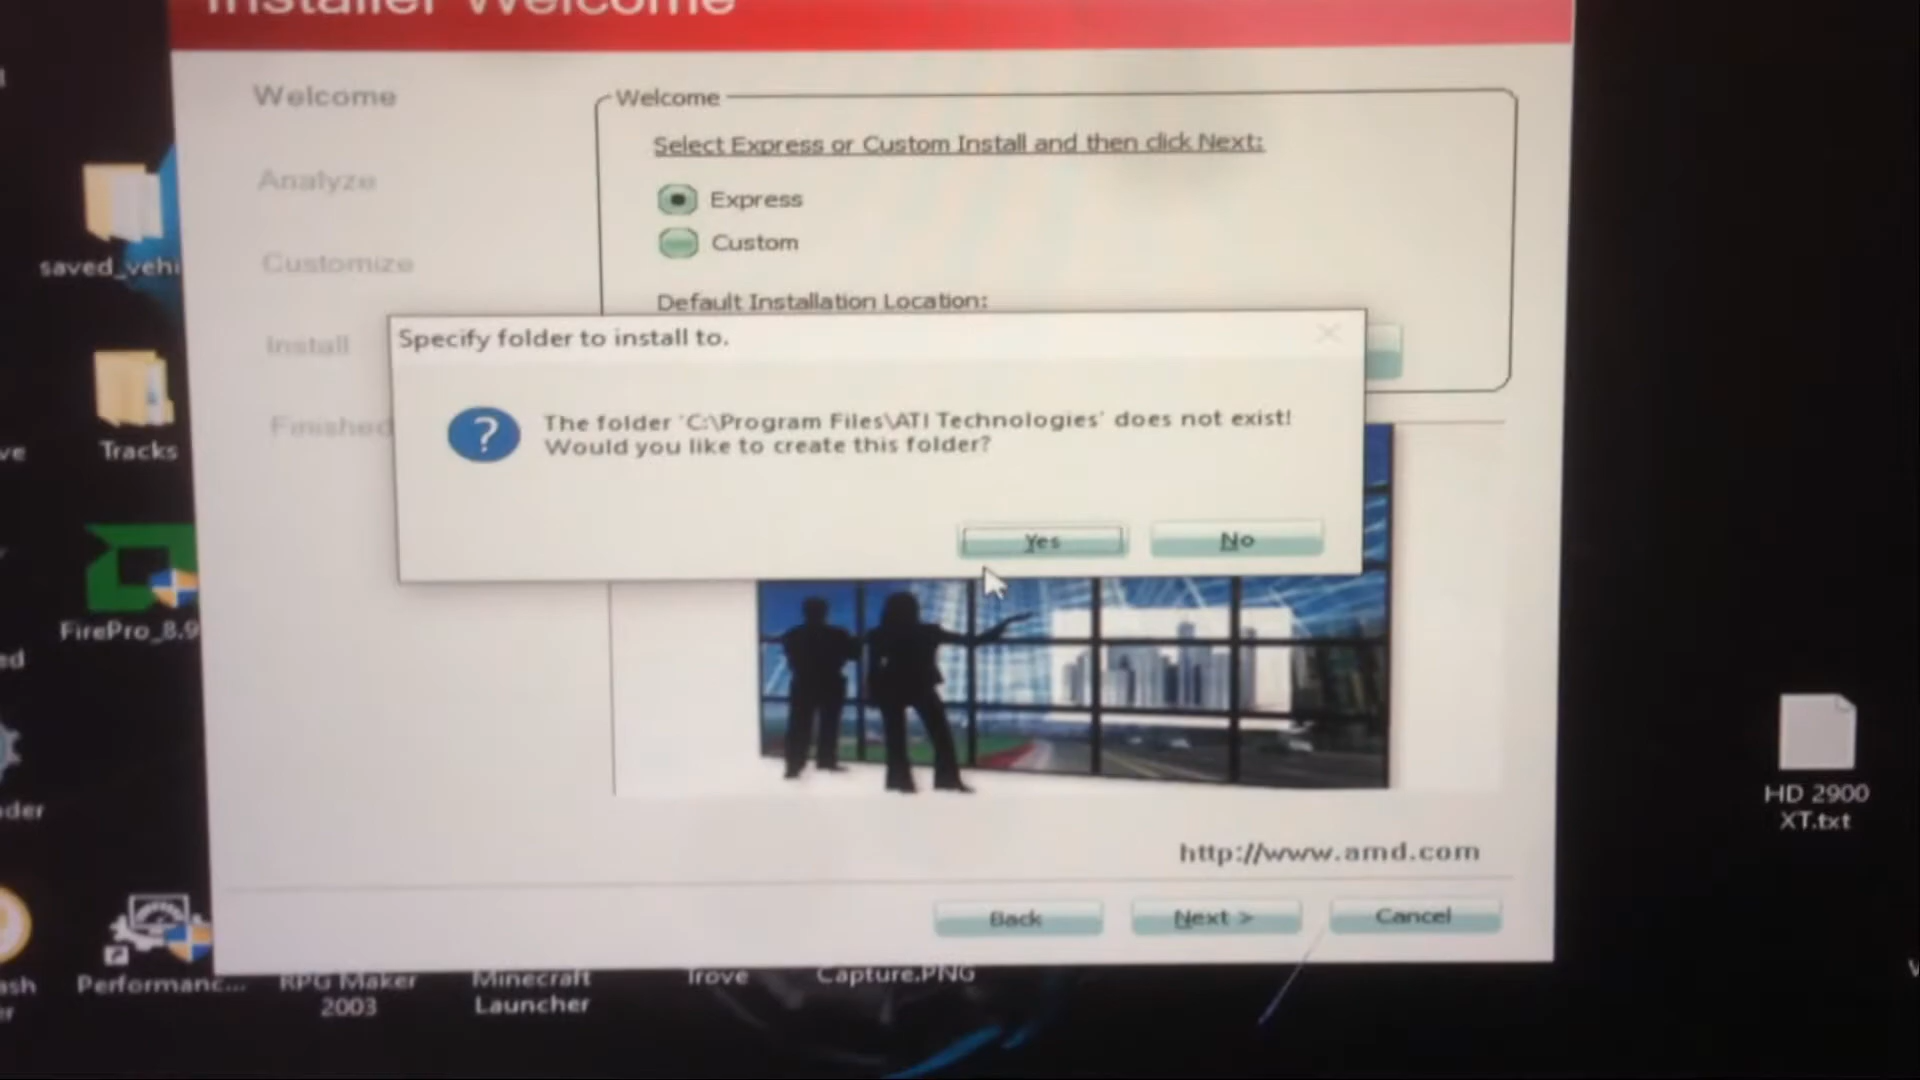 Installer Welcome
Welcome
Analyze
Customize
Install
Finished
Welcome
Select Express or Custom Install and then click Next:
Express
Custom
Default Installation Location:
Specify folder to install to.
The folder 'C:\Program Files\ATI Technologies' does not exist!
Would you like to create this folder?
Yes
No
http://www.amd.com
Back
Next >
Cancel
saved_vehi
Tracks
FirePro_8.9
Performanc...
RPG Maker
2003
Minecraft
Launcher
Trove
Capture.PNG
HD 2900
XT.txt